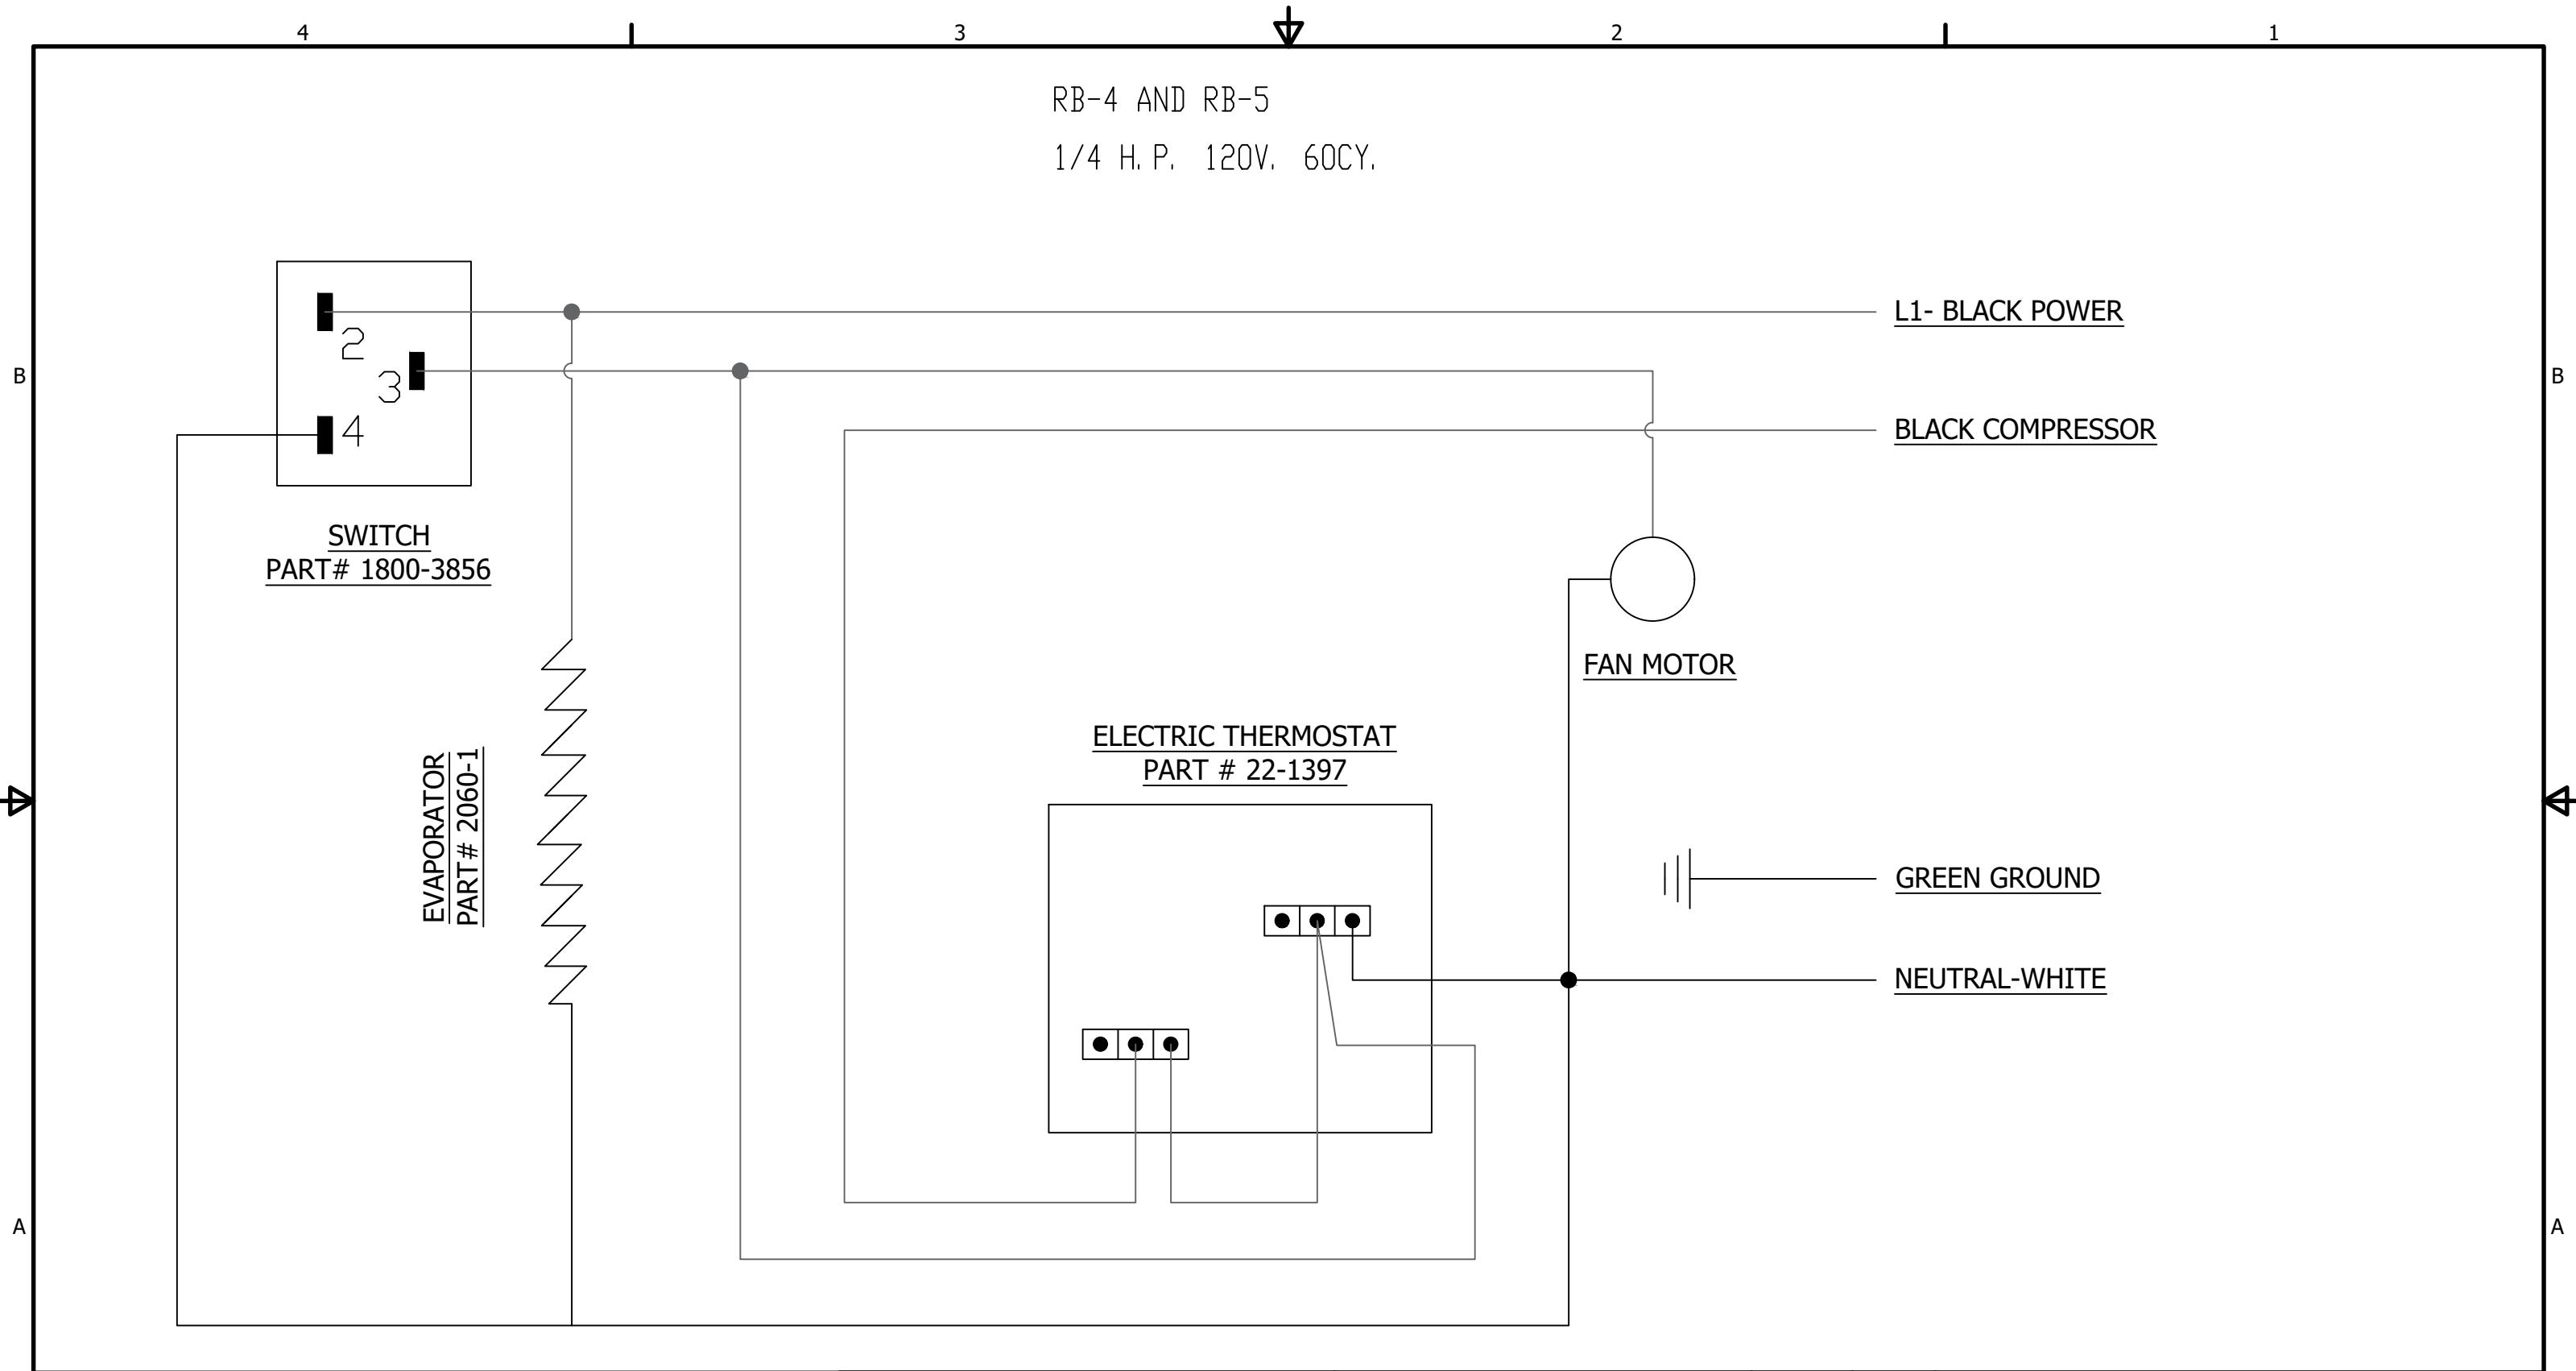 4 3 2 1
RB-4 AND RB-5
1/4 H.P. 120V. 60CY.
L1- BLACK POWER
2
B 3 B
4
BLACK COMPRESSOR
SWITCH
PART# 1800-3856
FAN MOTOR
ELECTRIC THERMOSTAT
PART # 22-1397
EVAPORATOR
PART# 2060-1
GREEN GROUND
NEUTRAL-WHITE
A A